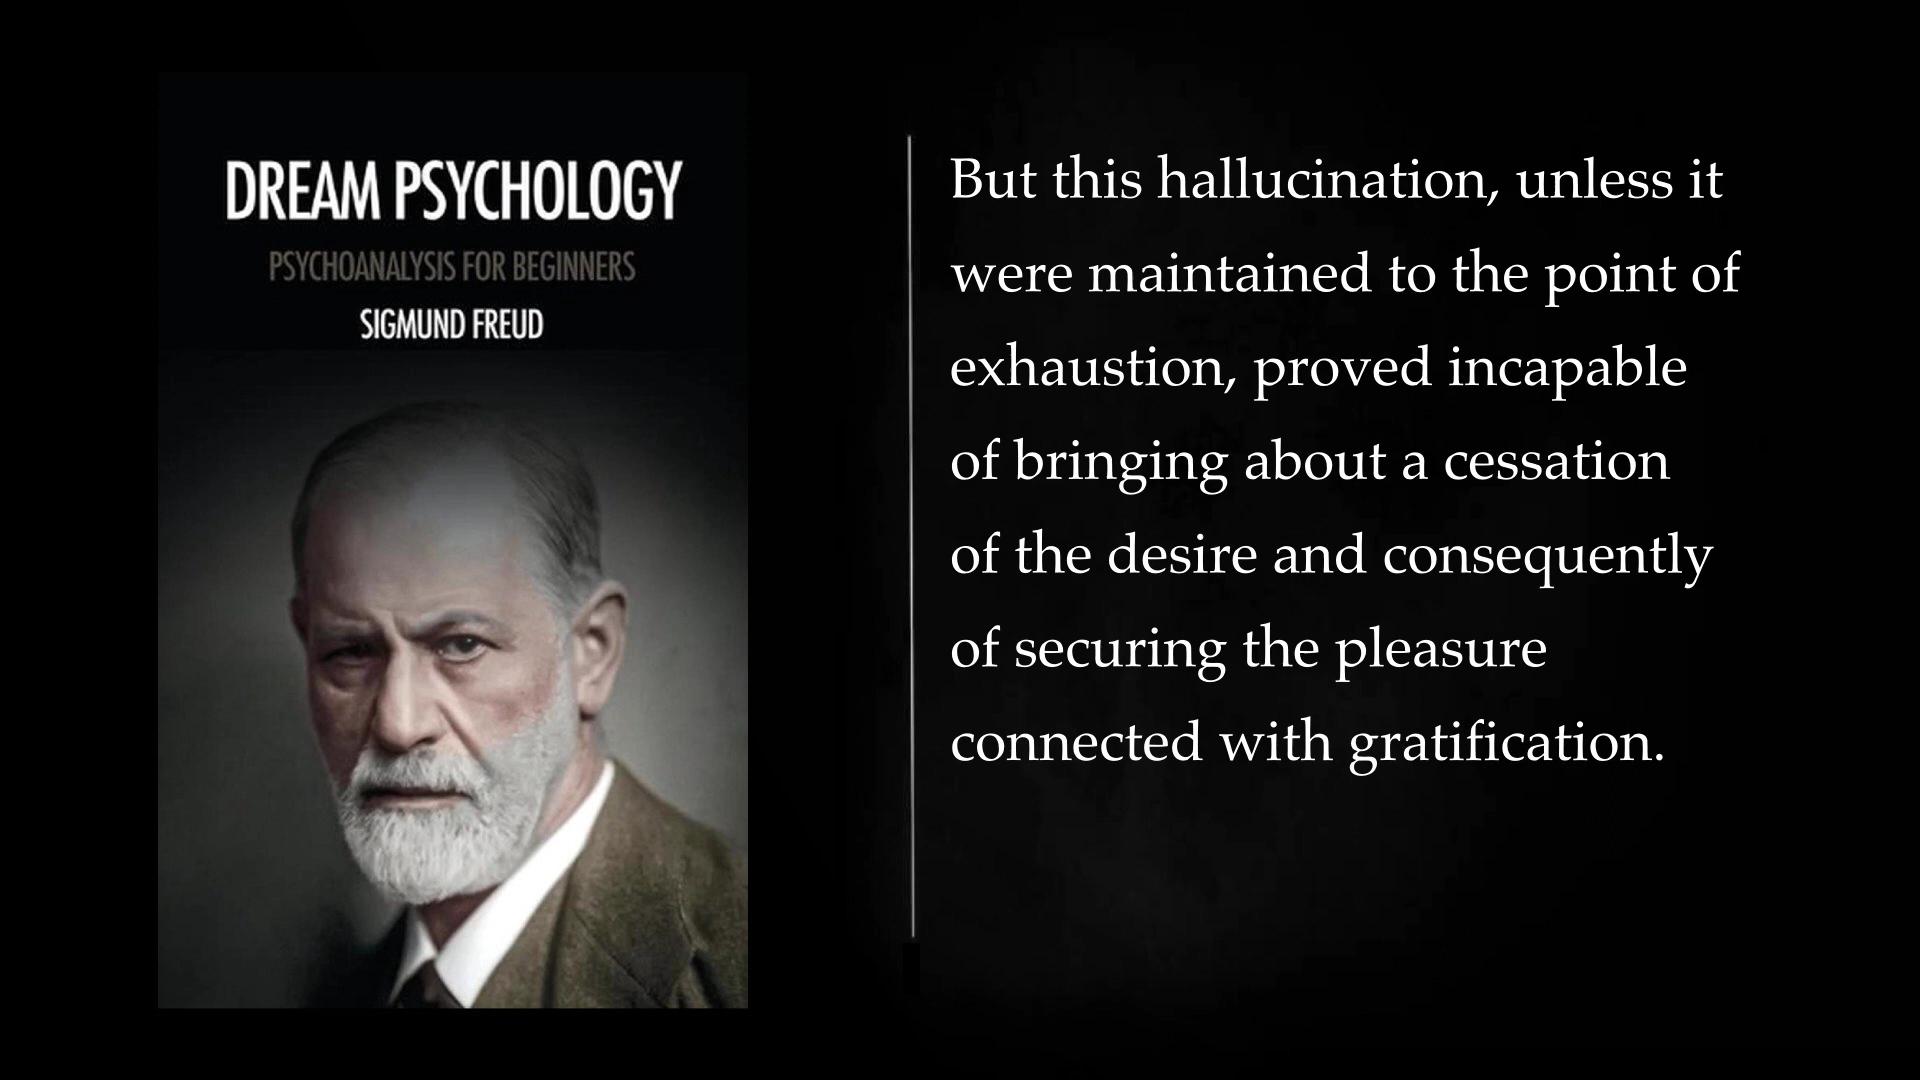 DREAM PSYCHOLOGY
PSYCHOANALYSIS FOR BEGINNERS
SIGMUND FREUD
But this hallucination, unless it
were maintained to the point of
exhaustion, proved incapable
of bringing about a cessation
of the desire and consequently
of securing the pleasure
connected with gratification.